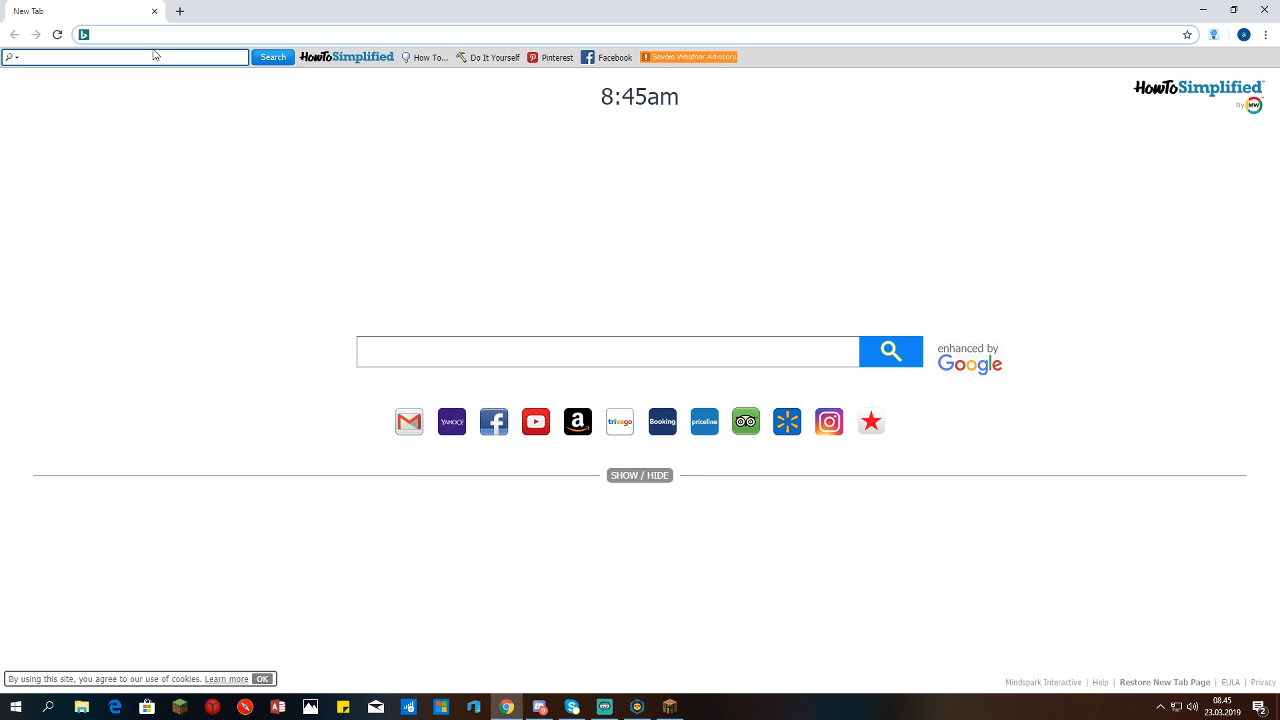 New Tab
Search HowToSimplified How To... Do It Yourself Pinterest Facebook Severe Weather Advisory
8:45am
HowToSimplified™
by MW
enhanced by
Google
YAHOO! trivago Booking priceline
SHOW / HIDE
By using this site, you agree to our use of cookies. Learn more OK
Mindspark Interactive | Help | Restore New Tab Page | EULA | Privacy
08.45
23.03.2019